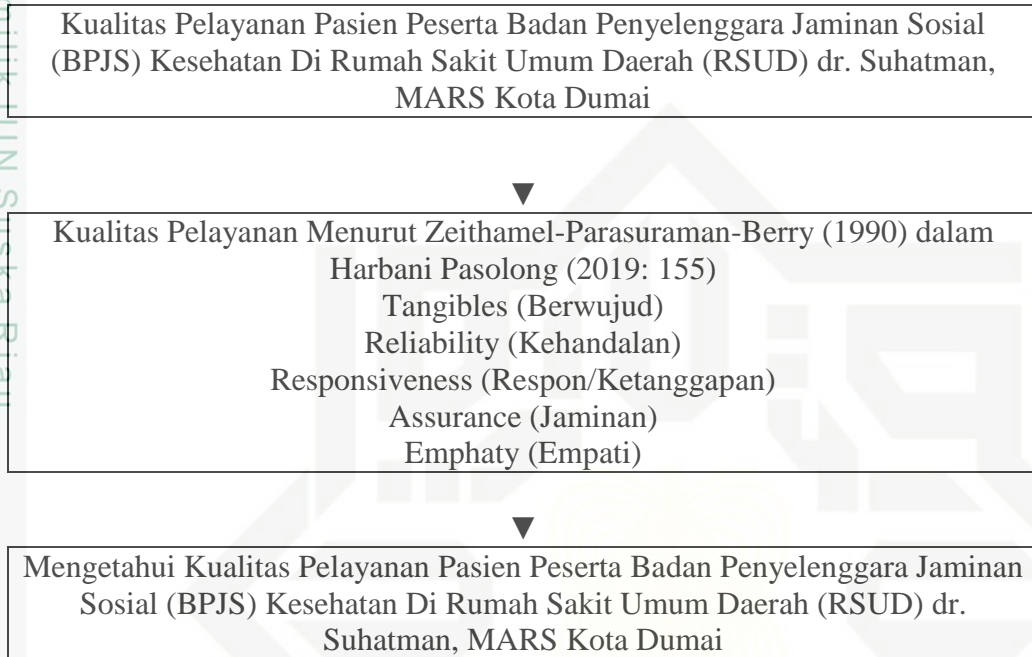 Kualitas Pelayanan Pasien Peserta Badan Penyelenggara Jaminan Sosial
(BPJS) Kesehatan Di Rumah Sakit Umum Daerah (RSUD) dr. Suhatman,
MARS Kota Dumai
Kualitas Pelayanan Menurut Zeithamel-Parasuraman-Berry (1990) dalam
Harbani Pasolong (2019: 155)
Tangibles (Berwujud)
Reliability (Kehandalan)
Responsiveness (Respon/Ketanggapan)
Assurance (Jaminan)
Emphaty (Empati)
Mengetahui Kualitas Pelayanan Pasien Peserta Badan Penyelenggara Jaminan
Sosial (BPJS) Kesehatan Di Rumah Sakit Umum Daerah (RSUD) dr.
Suhatman, MARS Kota Dumai